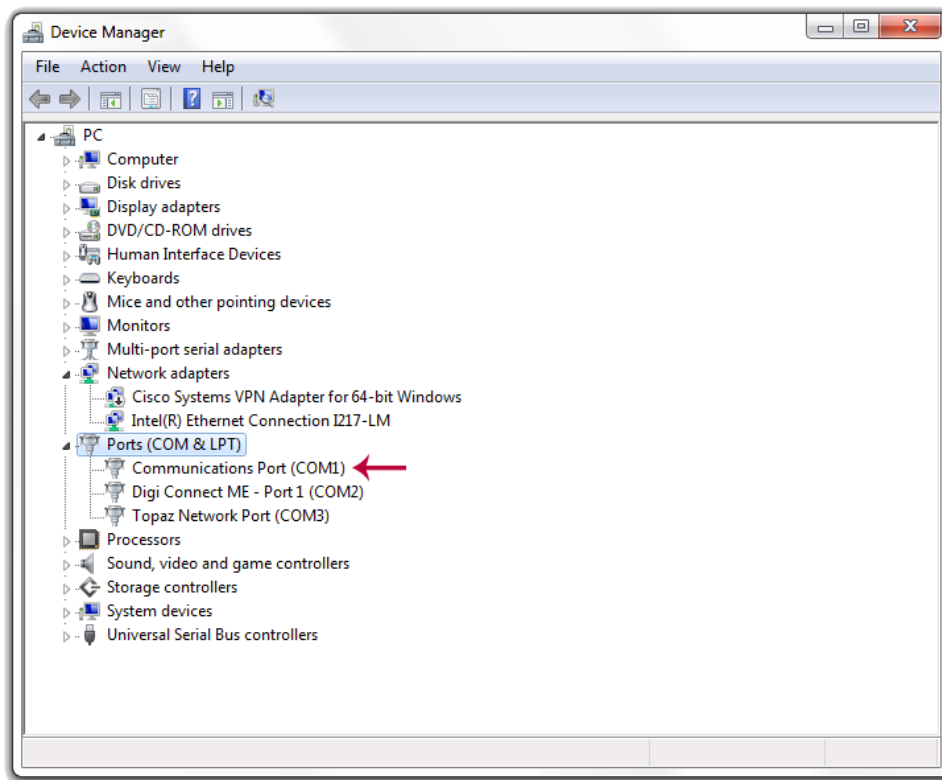 Device Manager
File Action View Help
PC
Computer
Disk drives
Display adapters
DVD/CD-ROM drives
Human Interface Devices
Keyboards
Mice and other pointing devices
Monitors
Multi-port serial adapters
Network adapters
Cisco Systems VPN Adapter for 64-bit Windows
Intel(R) Ethernet Connection I217-LM
Ports (COM & LPT)
Communications Port (COM1)
Digi Connect ME - Port 1 (COM2)
Topaz Network Port (COM3)
Processors
Sound, video and game controllers
Storage controllers
System devices
Universal Serial Bus controllers